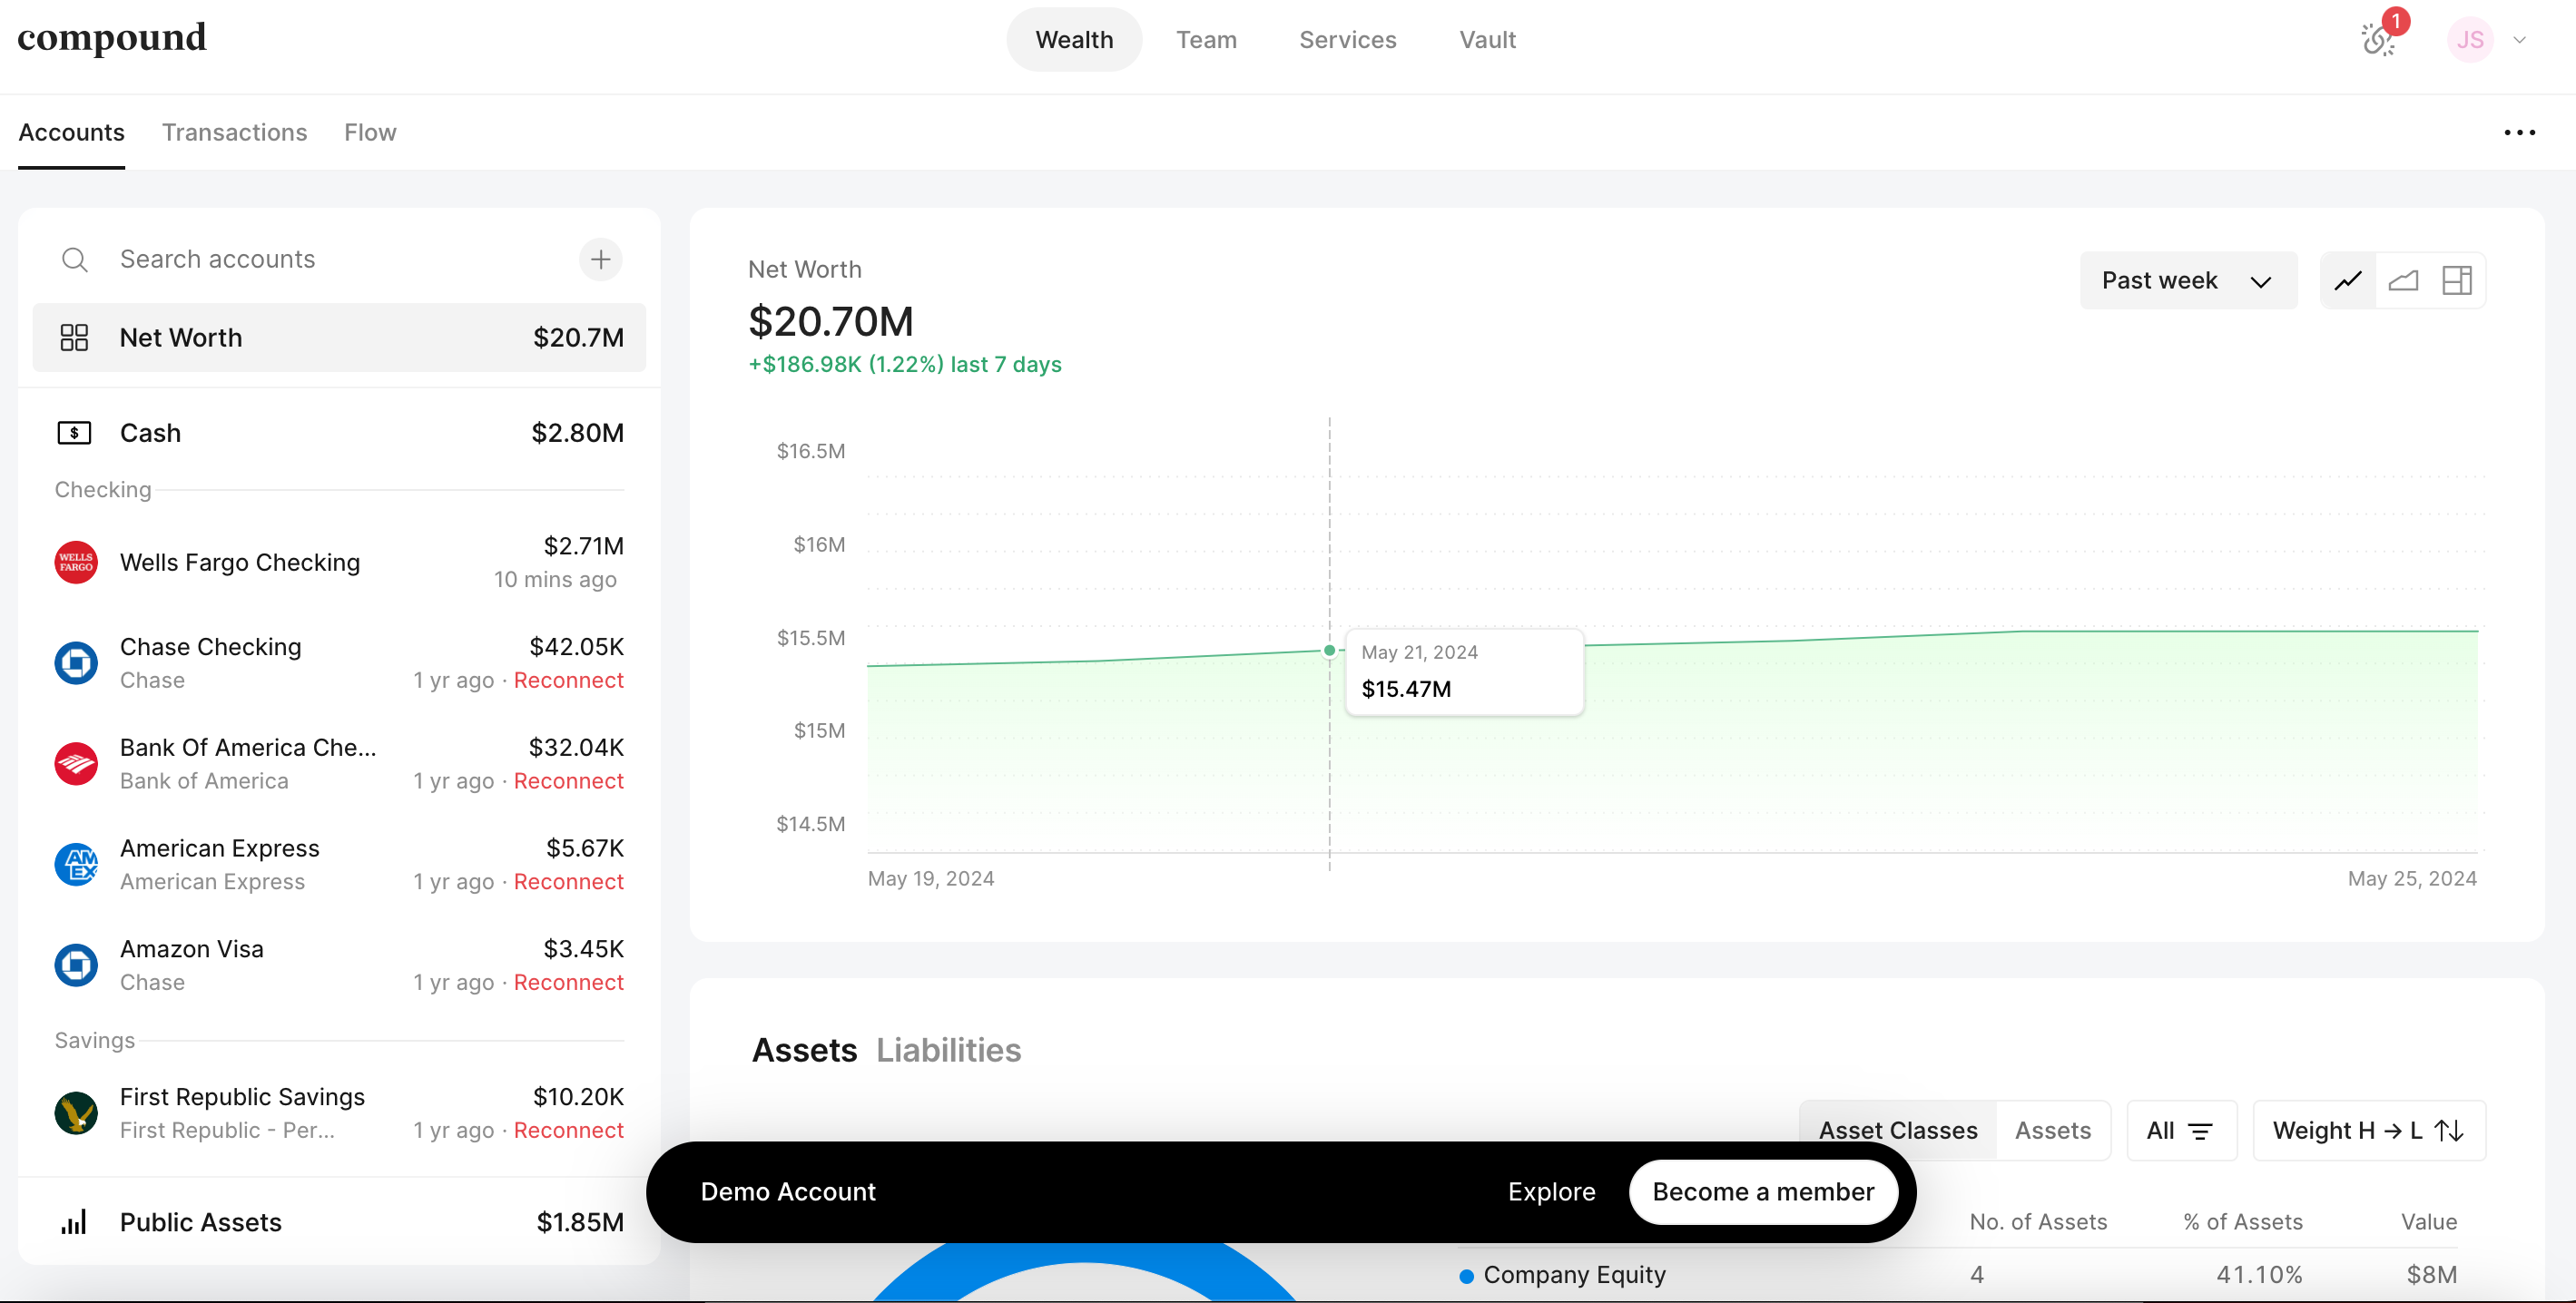 compound
Wealth
Team
Services
Vault
1
JS
Accounts
Transactions
Flow
Search accounts
Net Worth $20.7M
$ Cash $2.80M
Checking
WELLS FARGO
Wells Fargo Checking
$2.71M
10 mins ago
Chase Checking $42.05K
Chase 1 yr ago · Reconnect
Bank Of America Che... $32.04K
Bank of America 1 yr ago · Reconnect
AM EX
American Express $5.67K
American Express 1 yr ago · Reconnect
Amazon Visa $3.45K
Chase 1 yr ago · Reconnect
Savings
First Republic Savings $10.20K
First Republic - Per... 1 yr ago · Reconnect
Public Assets $1.85M
Net Worth
$20.70M
+$186.98K (1.22%) last 7 days
Past week
$16.5M
$16M
$15.5M
$15M
$14.5M
May 21, 2024
$15.47M
May 19, 2024
May 25, 2024
Assets Liabilities
Asset Classes
Assets
All
Weight H → L
Demo Account
Explore
Become a member
No. of Assets % of Assets Value
Company Equity 4 41.10% $8M